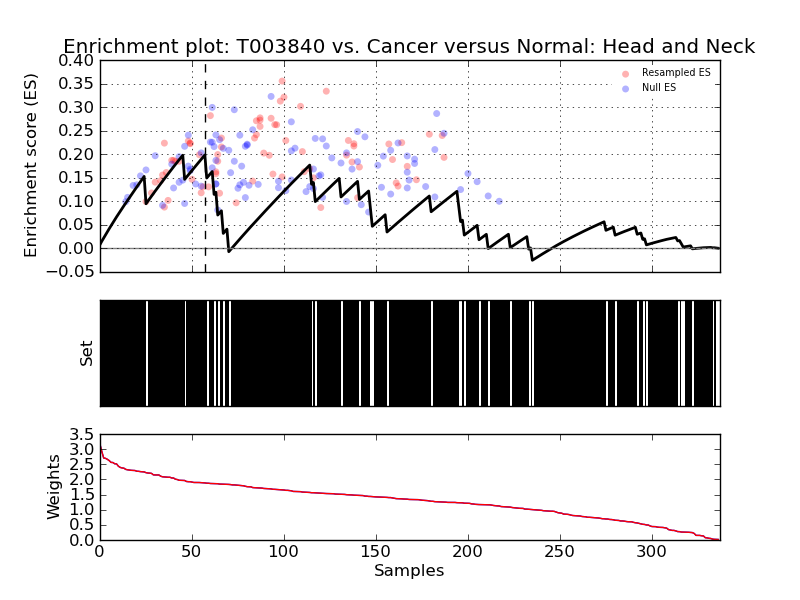 Enrichment plot: T003840 vs. Cancer versus Normal: Head and Neck
0.40
0.35
0.30
0.25
0.20
0.15
0.10
0.05
0.00
−0.05
Enrichment score (ES)
Resampled ES
Null ES
Set
3.5
3.0
2.5
2.0
1.5
1.0
0.5
0.0
Weights
0 50 100 150 200 250 300
Samples